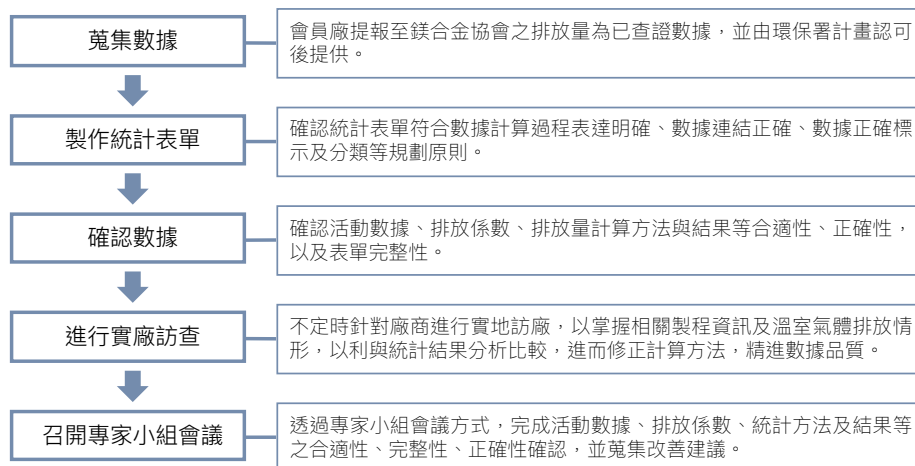 蒐集數據
會員廠提報至鎂合金協會之排放量為已查證數據，並由環保署計畫認可
後提供。
製作統計表單
確認統計表單符合數據計算過程表達明確、數據連結正確、數據正確標
示及分類等規劃原則。
確認數據
確認活動數據、排放係數、排放量計算方法與結果等合適性、正確性，
以及表單完整性。
進行實廠訪查
不定時針對廠商進行實地訪廠，以掌握相關製程資訊及溫室氣體排放情
形，以利與統計結果分析比較，進而修正計算方法，精進數據品質。
召開專家小組會議
透過專家小組會議方式，完成活動數據、排放係數、統計方法及結果等
之合適性、完整性、正確性確認，並蒐集改善建議。